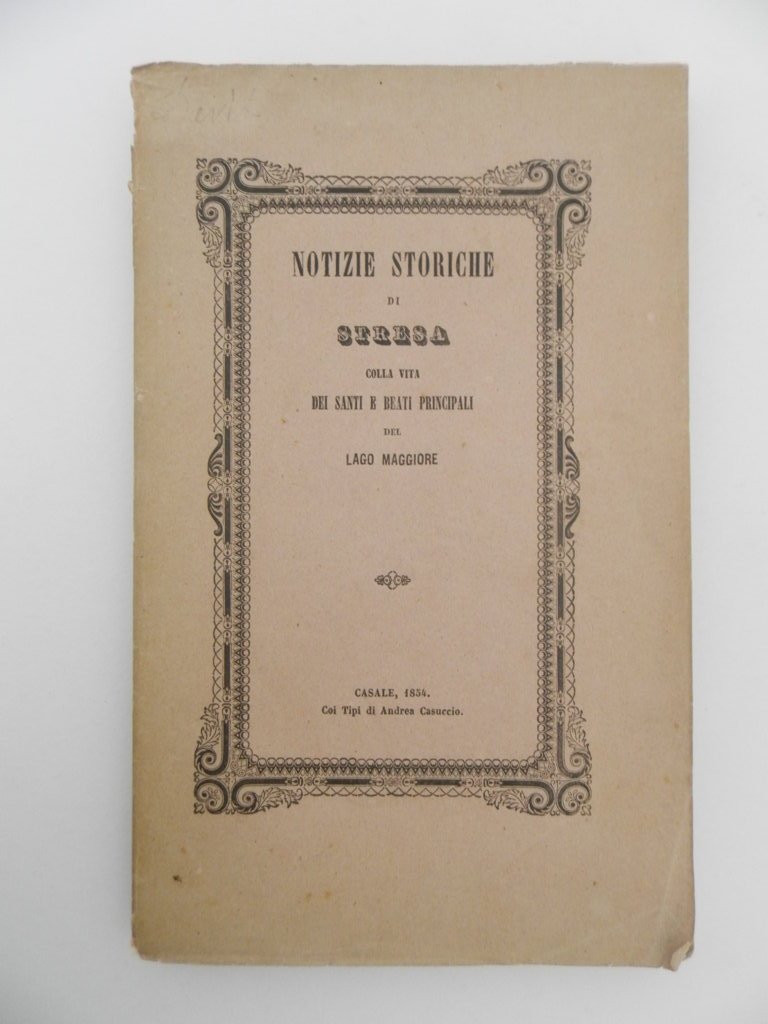 NOTIZIE STORICHE
DI
STRESA
COLLA VITA
DEI SANTI E BEATI PRINCIPALI
DEL
LAGO MAGGIORE
CASALE, 1854.
Coi Tipi di Andrea Casuccio.